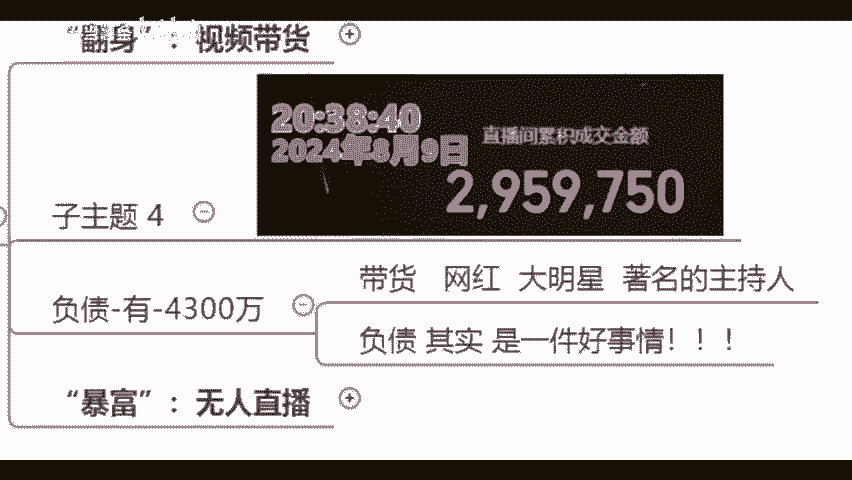 “翻身”：视频带货
20:38:40
2024年8月9日
直播间累积成交金额
2,959,750
子主题 4
带货 网红 大明星 著名的主持人
负债-有-4300万
负债 其实 是一件好事情！！！
“暴富”：无人直播